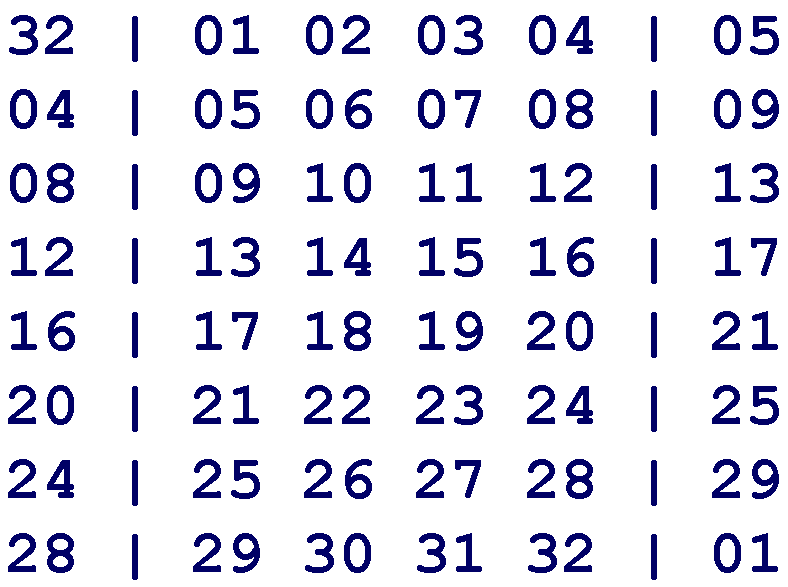 32 | 01 02 03 04 | 05
04 | 05 06 07 08 | 09
08 | 09 10 11 12 | 13
12 | 13 14 15 16 | 17
16 | 17 18 19 20 | 21
20 | 21 22 23 24 | 25
24 | 25 26 27 28 | 29
28 | 29 30 31 32 | 01